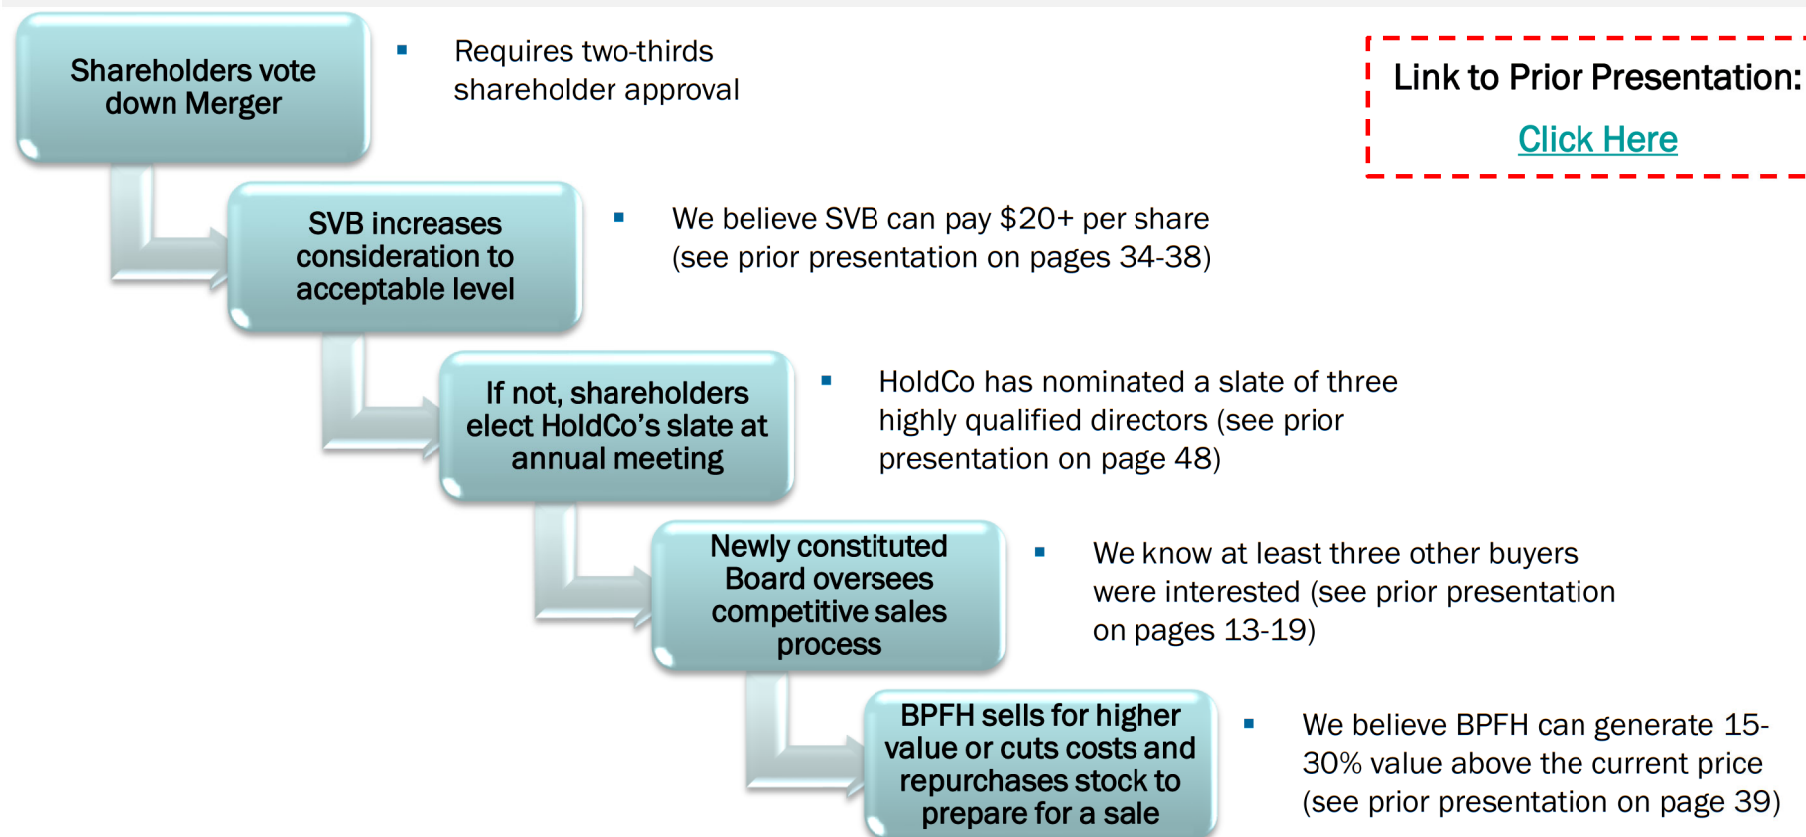 Shareholders vote
down Merger
▪ Requires two-thirds
shareholder approval
Link to Prior Presentation:
Click Here
SVB increases
consideration to
acceptable level
▪ We believe SVB can pay $20+ per share
(see prior presentation on pages 34-38)
If not, shareholders
elect HoldCo's slate at
annual meeting
▪ HoldCo has nominated a slate of three
highly qualified directors (see prior
presentation on page 48)
Newly constituted
Board oversees
competitive sales
process
▪ We know at least three other buyers
were interested (see prior presentation
on pages 13-19)
BPFH sells for higher
value or cuts costs and
repurchases stock to
prepare for a sale
▪ We believe BPFH can generate 15-
30% value above the current price
(see prior presentation on page 39)